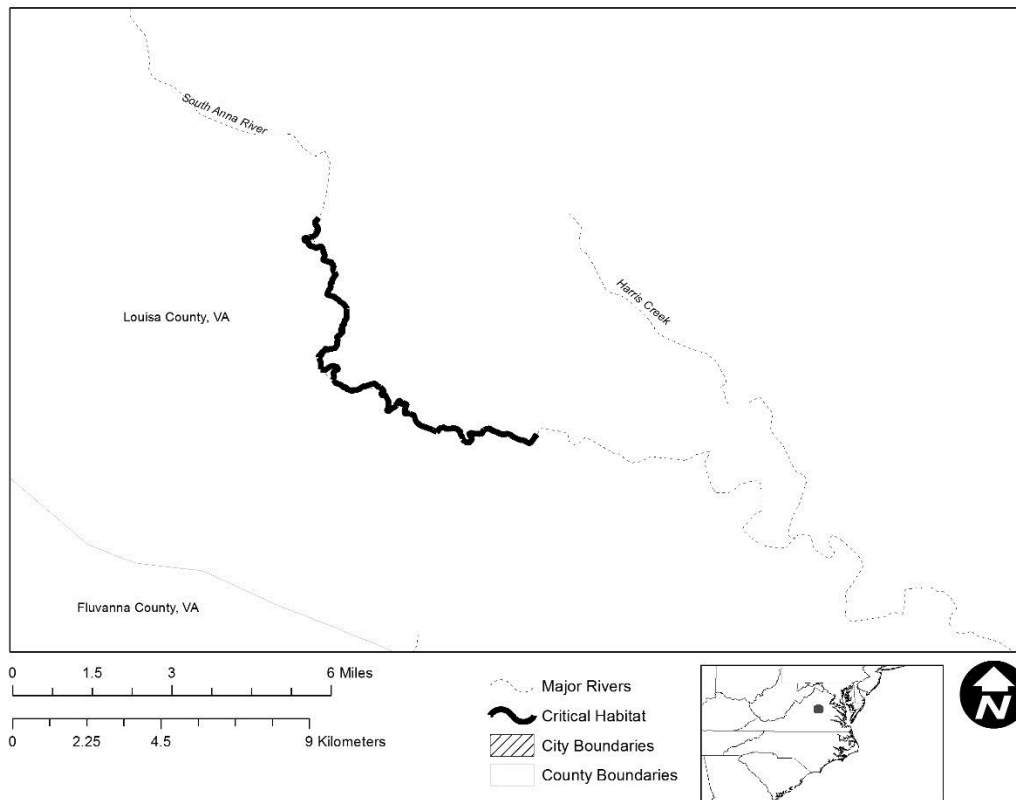 South Anna River
Harris Creek
Louisa County, VA
Fluvanna County, VA
0 1.5 3 6 Miles
0 2.25 4.5 9 Kilometers
Major Rivers
Critical Habitat
City Boundaries
County Boundaries
N